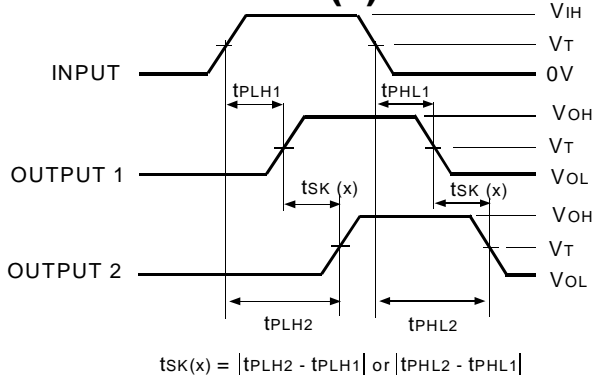 VIH
VT
INPUT
0V
tPLH1
tPHL1
VOH
VT
OUTPUT 1
VOL
tSK (x)
tSK (x)
VOH
VT
OUTPUT 2
VOL
tPLH2
tPHL2
tSK(x) = |tPLH2 - tPLH1| or |tPHL2 - tPHL1|